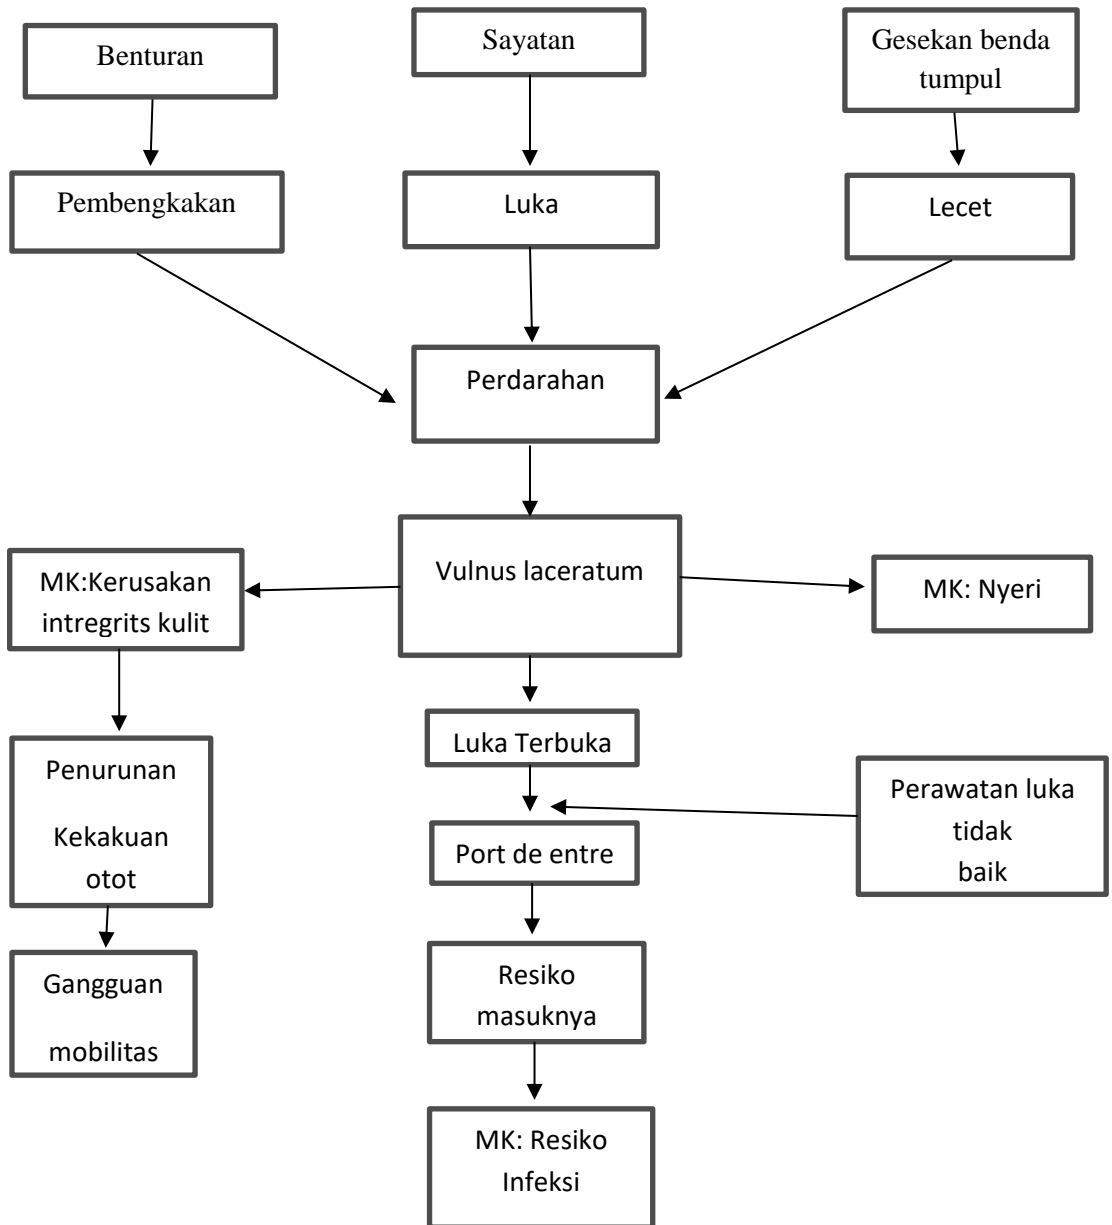 Benturan
Sayatan
Gesekan benda
tumpul
Pembengkakan
Luka
Lecet
Perdarahan
Vulnus laceratum
MK:Kerusakan
intregrits kulit
MK: Nyeri
Luka Terbuka
Penurunan
Kekakuan
otot
Perawatan luka
tidak
baik
Port de entre
Gangguan
mobilitas
Resiko
masuknya
MK: Resiko
Infeksi